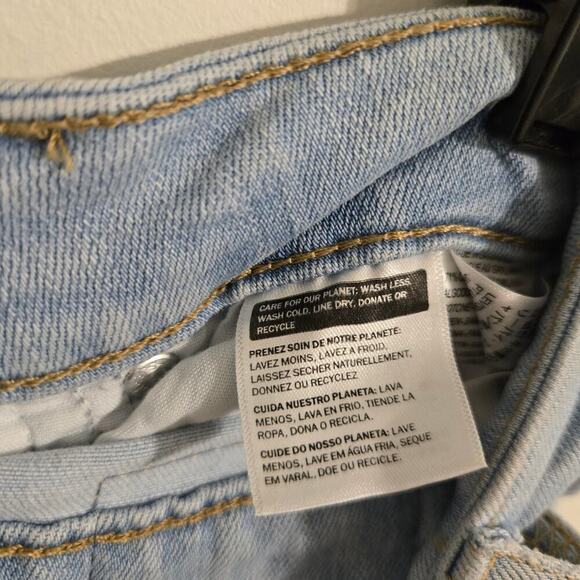 CARE FOR OUR PLANET: WASH LESS,
WASH COLD, LINE DRY, DONATE OR
RECYCLE
PRENEZ SOIN DE NOTRE PLANÈTE:
LAVEZ MOINS, LAVEZ A FROID,
LAISSEZ SECHER NATURELLEMENT,
DONNEZ OU RECYCLEZ
CUIDA NUESTRO PLANETA: LAVA
MENOS, LAVA EN FRIO, TIENDE LA
ROPA, DONA O RECICLA.
CUIDE DO NOSSO PLANETA: LAVE
MENOS, LAVE EM ÁGUA FRIA, SEQUE
EM VARAL, DOE OU RECICLE.